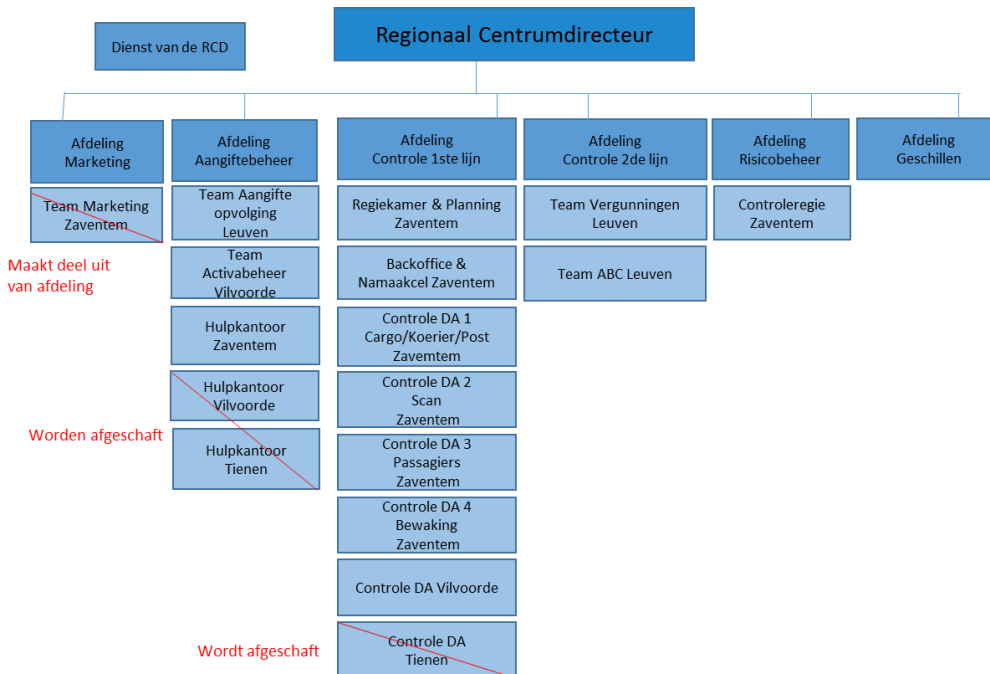 Dienst van de RCD
Regionaal Centrumdirecteur
Afdeling
Marketing
Team Marketing
Zaventem
Maakt deel uit
van afdeling
Afdeling
Aangiftebeheer
Team Aangifte
opvolging
Leuven
Team
Activabeheer
Vilvoorde
Hulpkantoor
Zaventem
Hulpkantoor
Vilvoorde
Worden afgeschaft
Hulpkantoor
Tienen
Afdeling
Controle 1ste lijn
Regiekamer & Planning
Zaventem
Backoffice &
Namaakcel Zaventem
Controle DA 1
Cargo/Koerier/Post
Zavemtem
Controle DA 2
Scan
Zaventem
Controle DA 3
Passagiers
Zaventem
Controle DA 4
Bewaking
Zaventem
Controle DA Vilvoorde
Wordt afgeschaft
Controle DA
Tienen
Afdeling
Controle 2de lijn
Team Vergunningen
Leuven
Team ABC Leuven
Afdeling
Risicobeheer
Controleregie
Zaventem
Afdeling
Geschillen